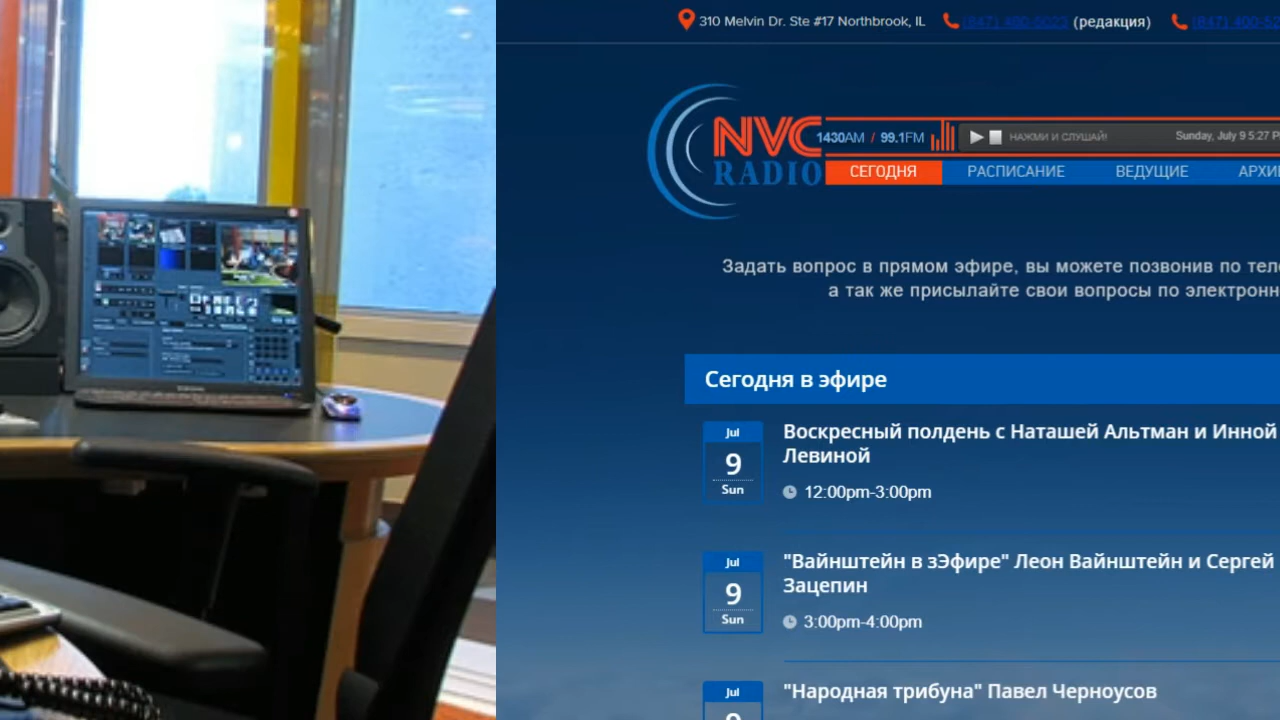 310 Melvin Dr. Ste #17 Northbrook, IL (847) 480-5023 (редакция)
NVC
RADIO
1430AM / 99.1FM
НАЖМИ И СЛУШАЙ!
Sunday, July 9 5:27
СЕГОДНЯ РАСПИСАНИЕ ВЕДУЩИЕ
Задать вопрос в прямом эфире, вы можете позвонив по
а так же присылайте свои вопросы по
Сегодня в эфире
Jul
9
Sun
Воскресный полдень с Наташей Альтман и Инной
Левиной
12:00pm-3:00pm
Jul
9
Sun
"Вайнштейн в зЭфире" Леон Вайнштейн и Сергей
Зацепин
3:00pm-4:00pm
Jul
"Народная трибуна" Павел Черноусов